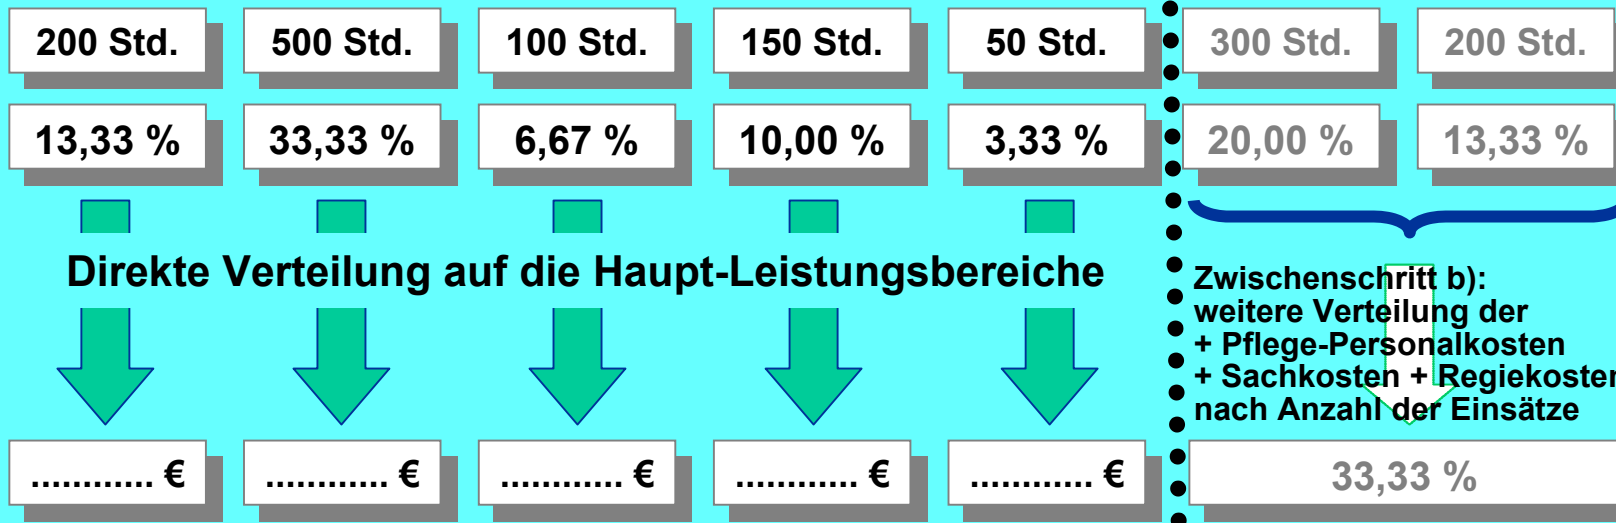 200 Std. 500 Std. 100 Std. 150 Std. 50 Std. 300 Std. 200 Std.
13,33 % 33,33 % 6,67 % 10,00 % 3,33 % 20,00 % 13,33 %
Direkte Verteilung auf die Haupt-Leistungsbereiche
Zwischenschritt b):
weitere Verteilung der
+ Pflege-Personalkosten
+ Sachkosten + Regiekosten
nach Anzahl der Einsätze
............ € ............ € ............ € ............ € ............ € 33,33 %